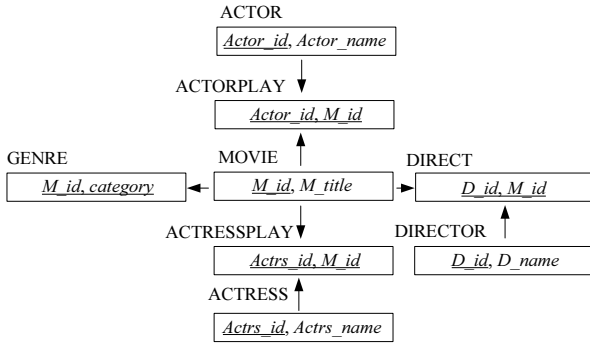 ACTOR
Actor_id, Actor_name
ACTORPLAY
Actor_id, M_id
GENRE MOVIE DIRECT
M_id, category M_id, M_title D_id, M_id
ACTRESSPLAY DIRECTOR
Actrs_id, M_id D_id, D_name
ACTRESS
Actrs_id, Actrs_name